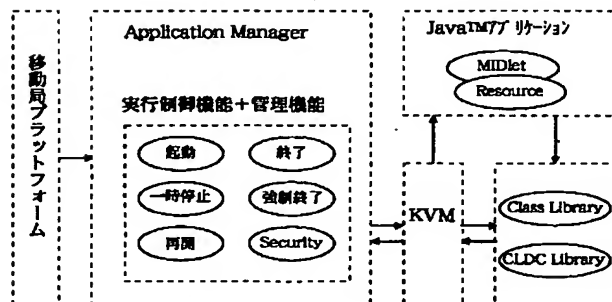 移動局プラットフォーム
Application Manager
実行制御機能+管理機能
起動
終了
一時停止
強制終了
再開
Security
KVM
JavaTMアプリケーション
MIDlet
Resource
Class Library
CLDC Library